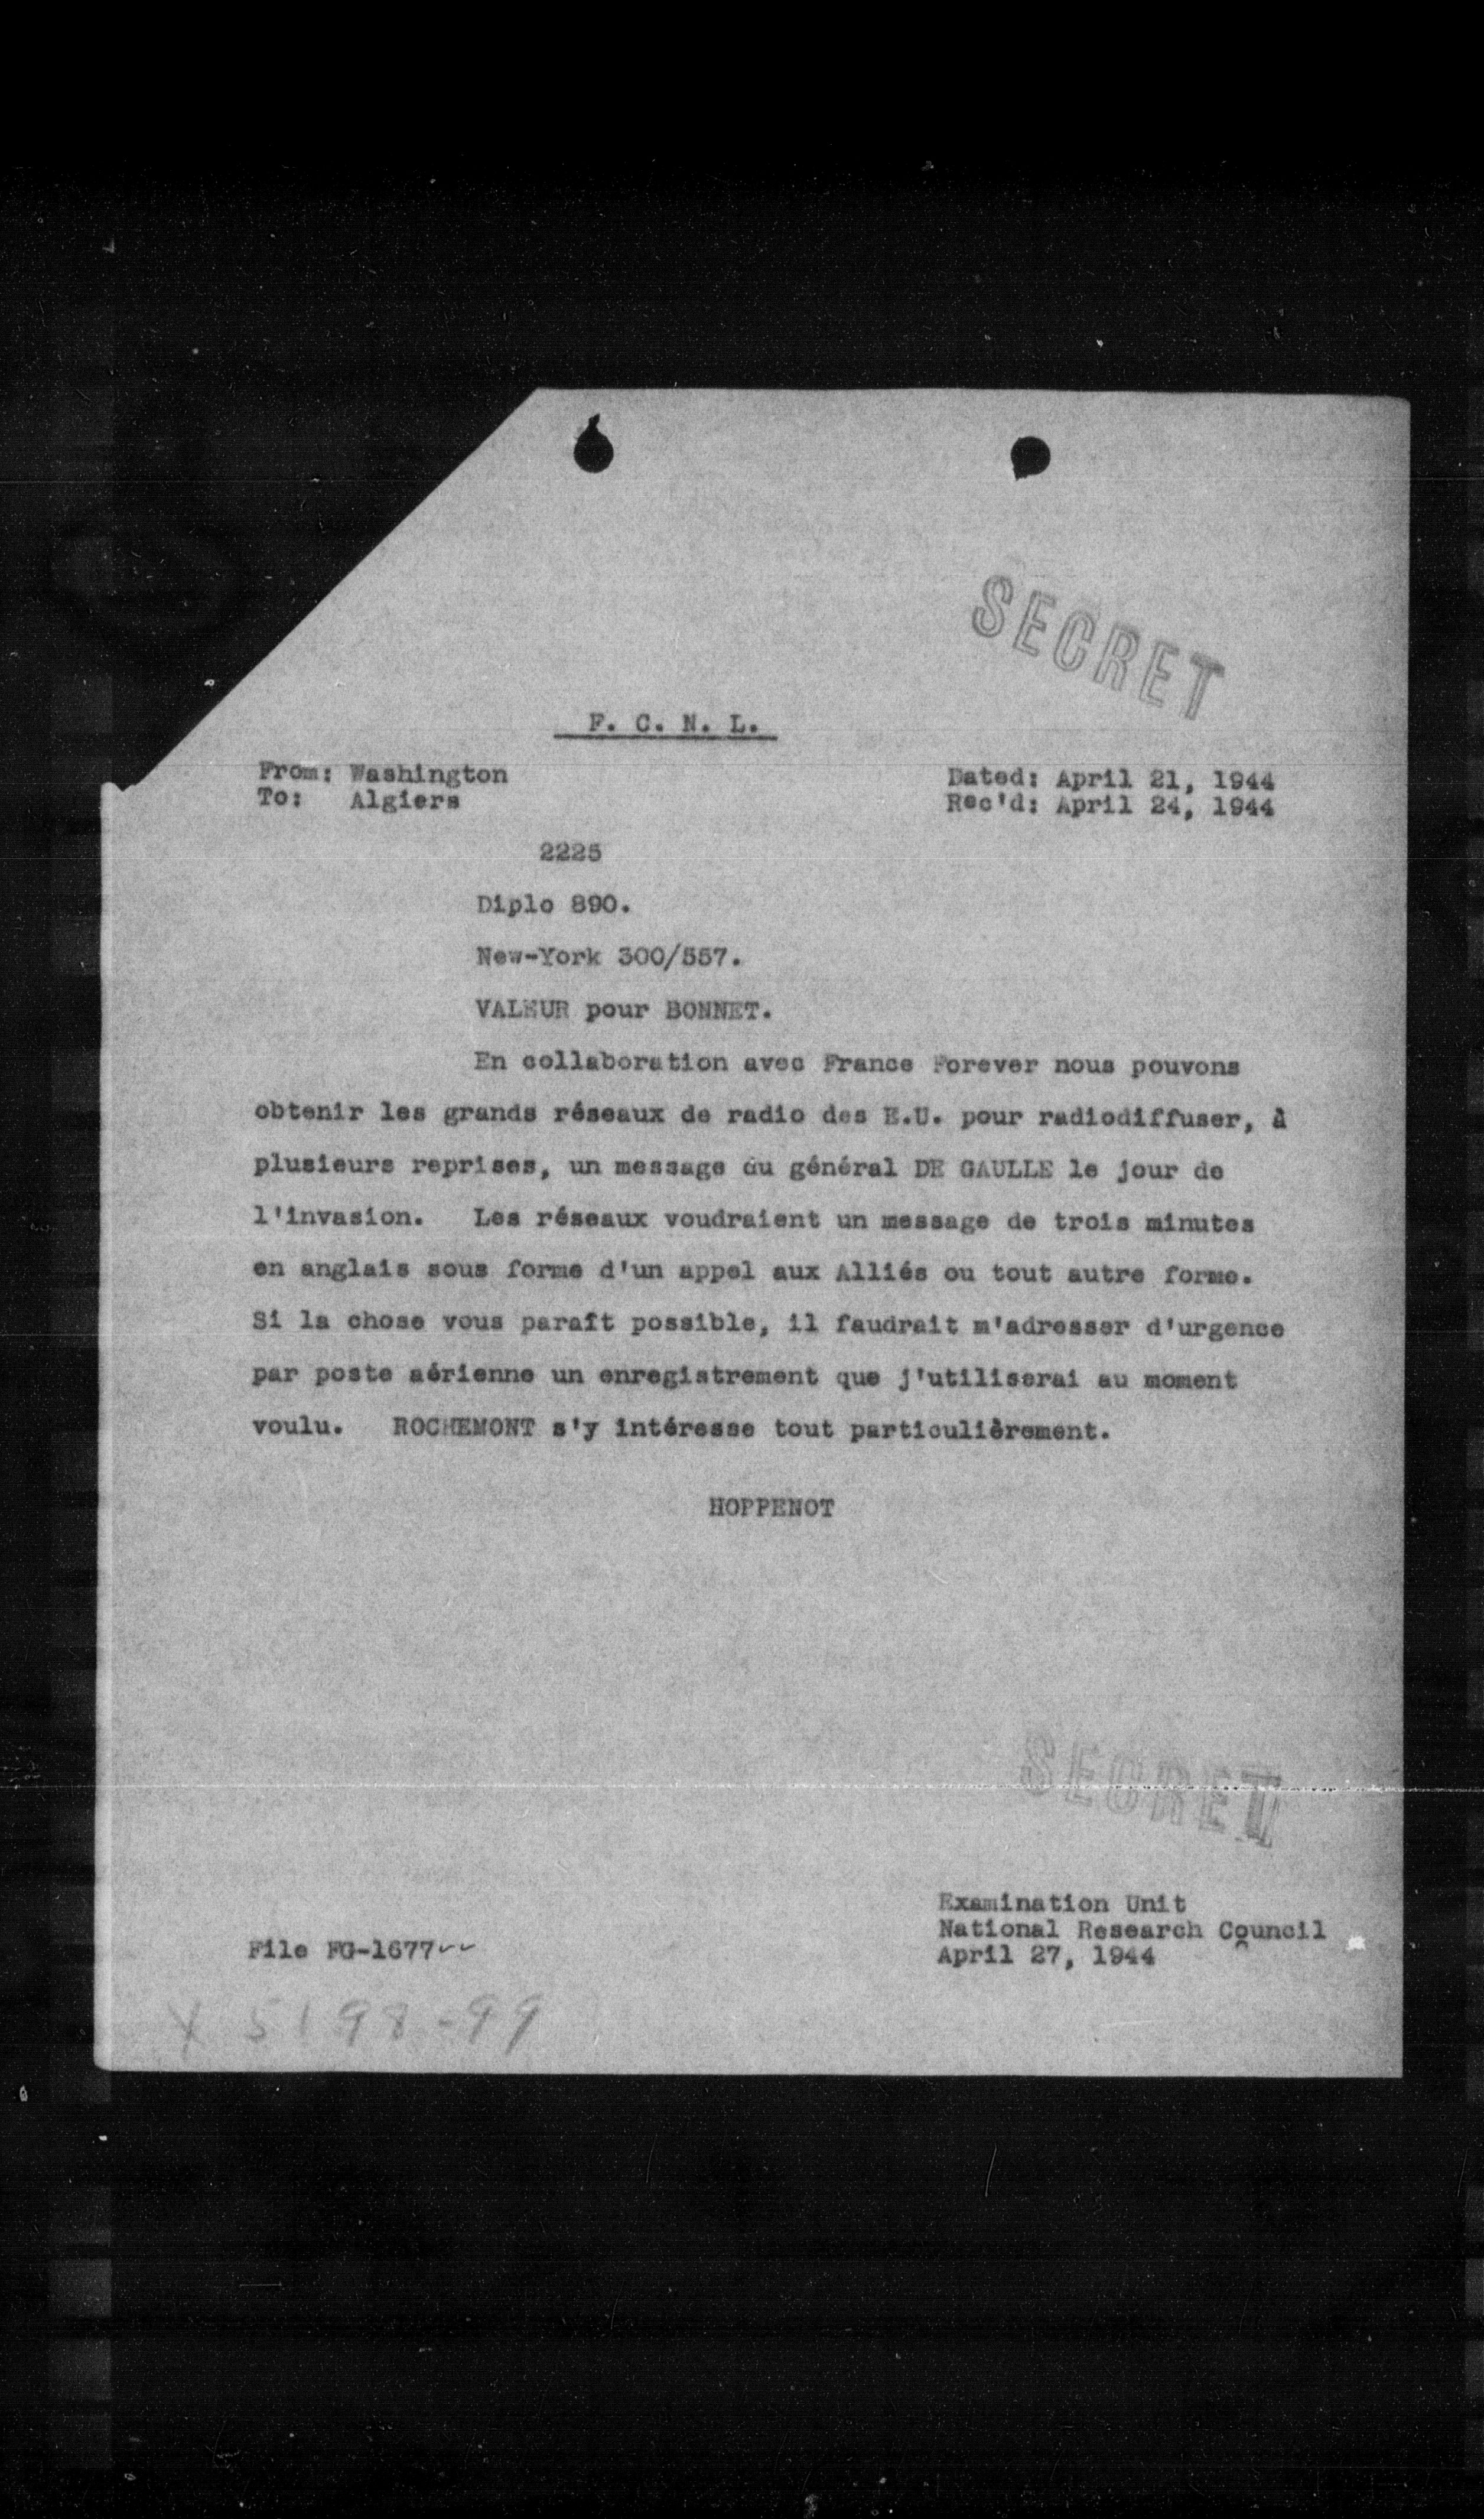 SECRET
F. C. N. L.
From: Washington
To: Algiers
Dated: April 21, 1944
Rec'd: April 24, 1944
2225
Diplo 890.
New-York 300/557.
VALEUR pour BONNET.
En collaboration avec France Forever nous pouvons
obtenir les grands réseaux de radio des E.U. pour radiodiffuser, à
plusieurs reprises, un message du général DE GAULLE le jour de
l'invasion. Les réseaux voudraient un message de trois minutes
en anglais sous forme d'un appel aux Alliés ou tout autre forme.
Si la chose vous paraît possible, il faudrait m'adresser d'urgence
par poste aérienne un enregistrement que j'utiliserai au moment
voulu. ROCHEMONT s'y intéresse tout particulièrement.
HOPPENOT
SECRET
Examination Unit
National Research Council
April 27, 1944
File FG-1677
X 5198-99